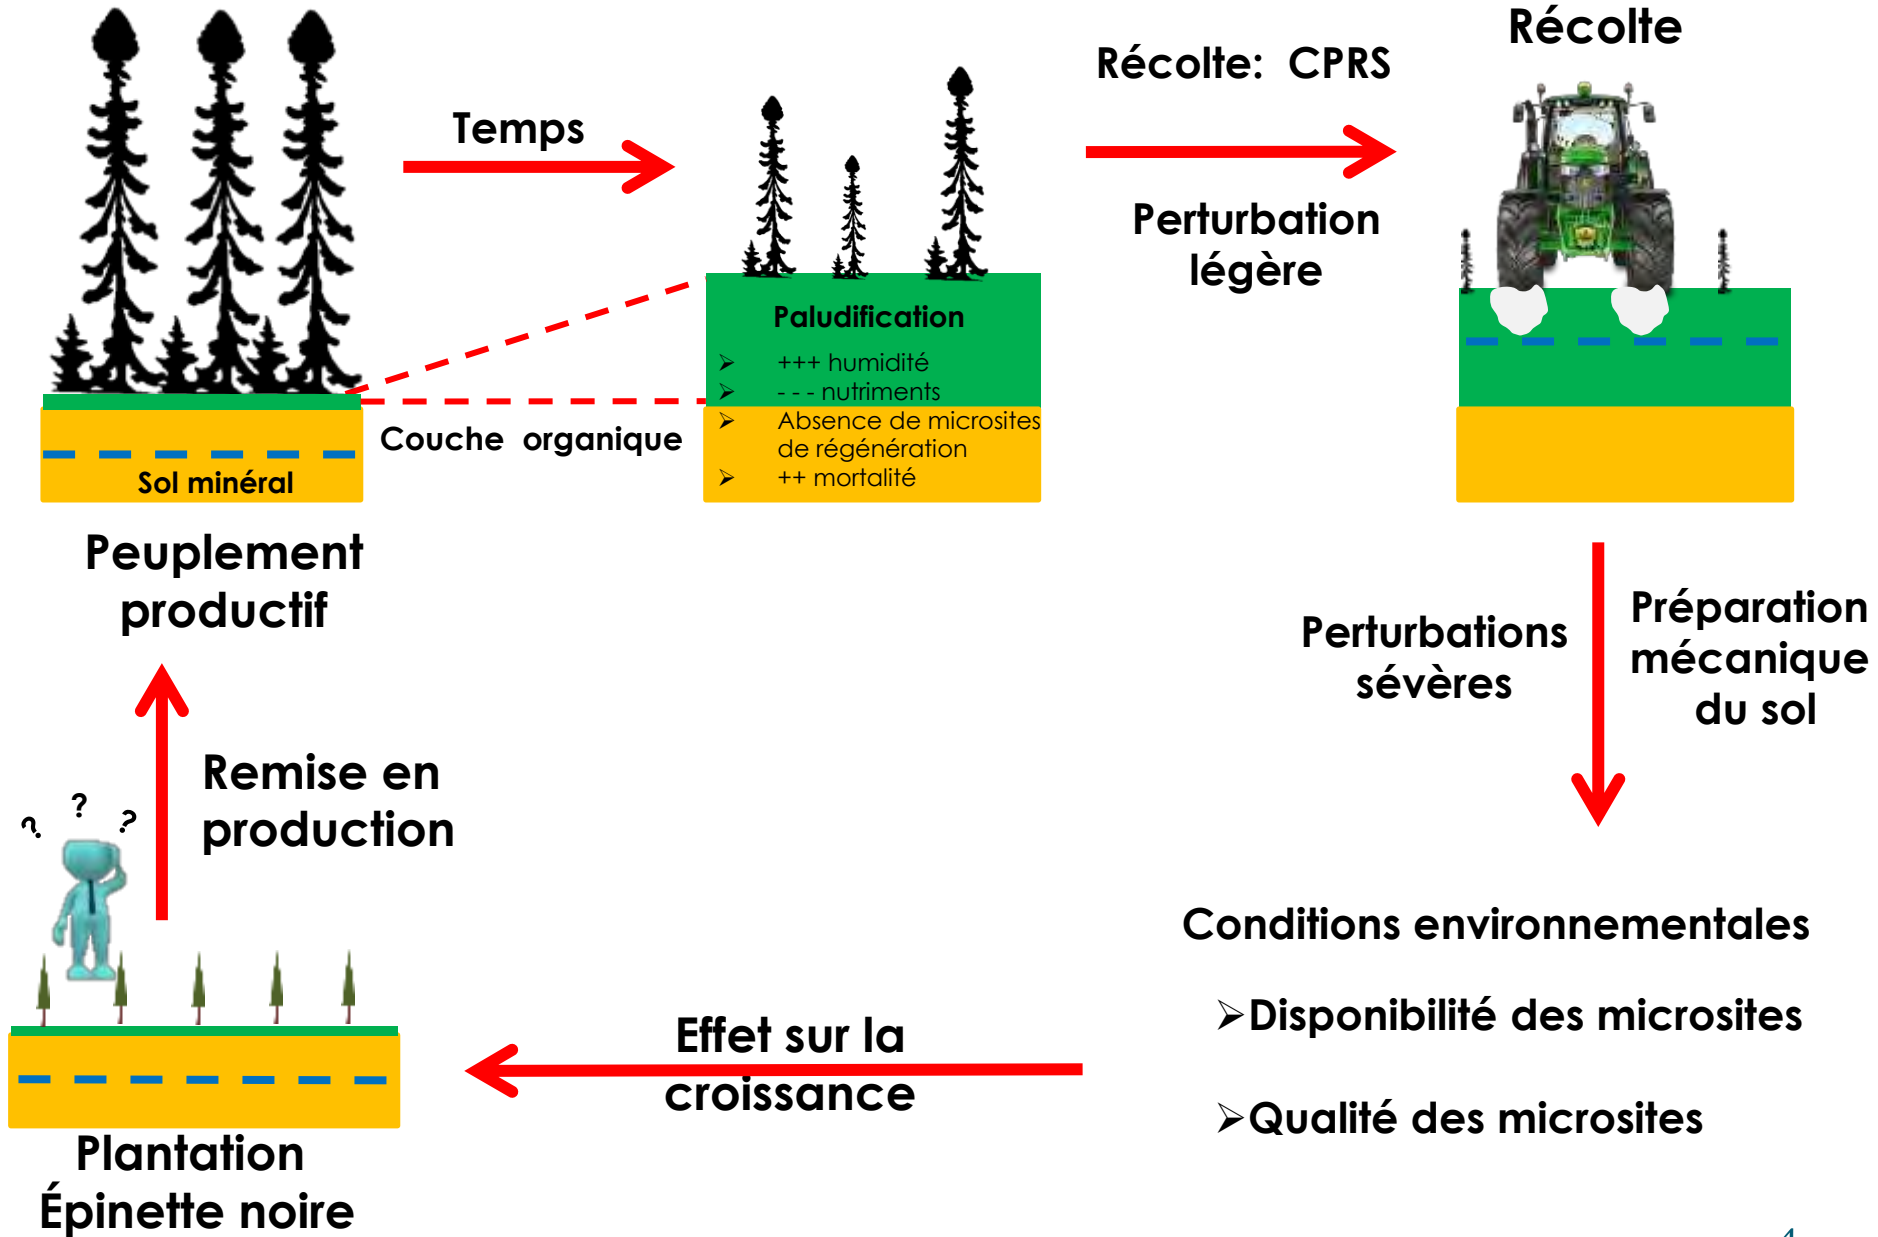 Récolte
Récolte: CPRS
Temps
Perturbation
légère
Paludification
➢ +++ humidité
➢ - - - nutriments
➢ Absence de microsites
de régénération
➢ ++ mortalité
Couche organique
Sol minéral
Peuplement
productif
Perturbations
sévères
Préparation
mécanique
du sol
Remise en
production
? ? ?
Conditions environnementales
➢Disponibilité des microsites
➢Qualité des microsites
Effet sur la
croissance
Plantation
Épinette noire